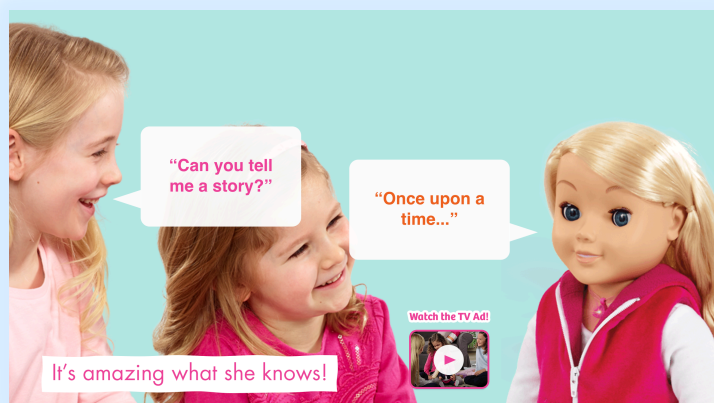 “Can you tell
me a story?”
“Once upon a
time...”
Watch the TV Ad!
It’s amazing what she knows!